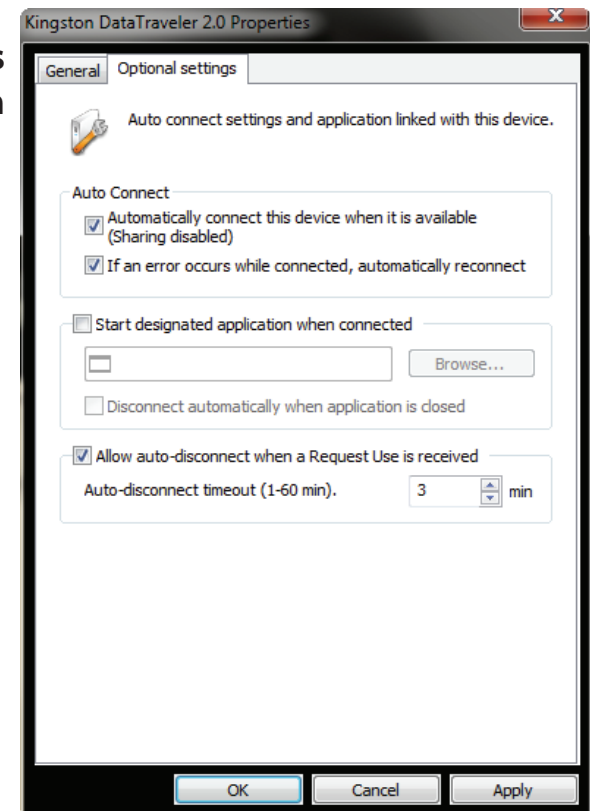 Kingston DataTraveler 2.0 Properties
s
General
Optional settings
Auto connect settings and application linked with this device.
Auto Connect
Automatically connect this device when it is available
(Sharing disabled)
If an error occurs while connected, automatically reconnect
Start designated application when connected
Browse...
Disconnect automatically when application is closed
Allow auto-disconnect when a Request Use is received
Auto-disconnect timeout (1-60 min).
3
min
OK
Cancel
Apply